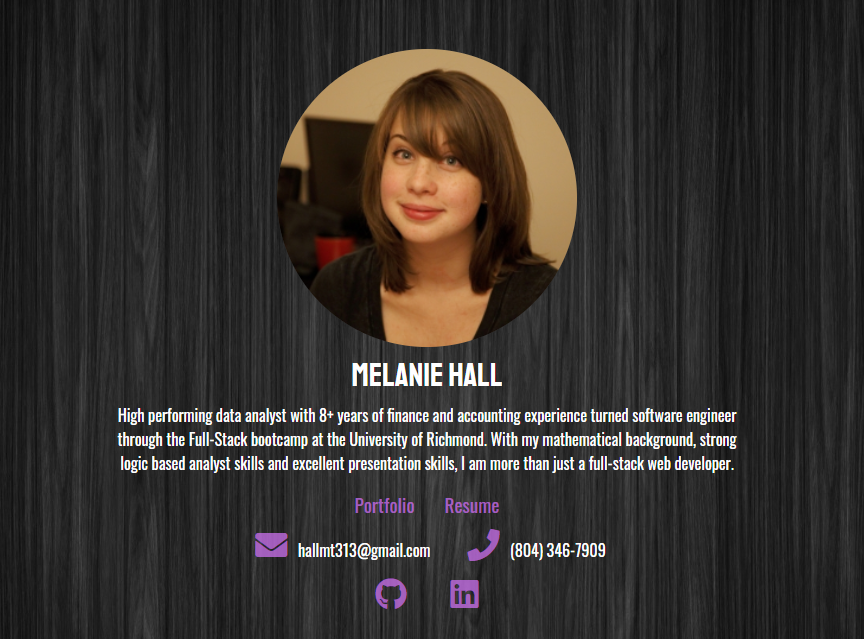 MELANIE HALL
High performing data analyst with 8+ years of finance and accounting experience turned software engineer
through the Full-Stack bootcamp at the University of Richmond. With my mathematical background, strong
logic based analyst skills and excellent presentation skills, I am more than just a full-stack web developer.
Portfolio Resume
hallmt313@gmail.com (804) 346-7909
in